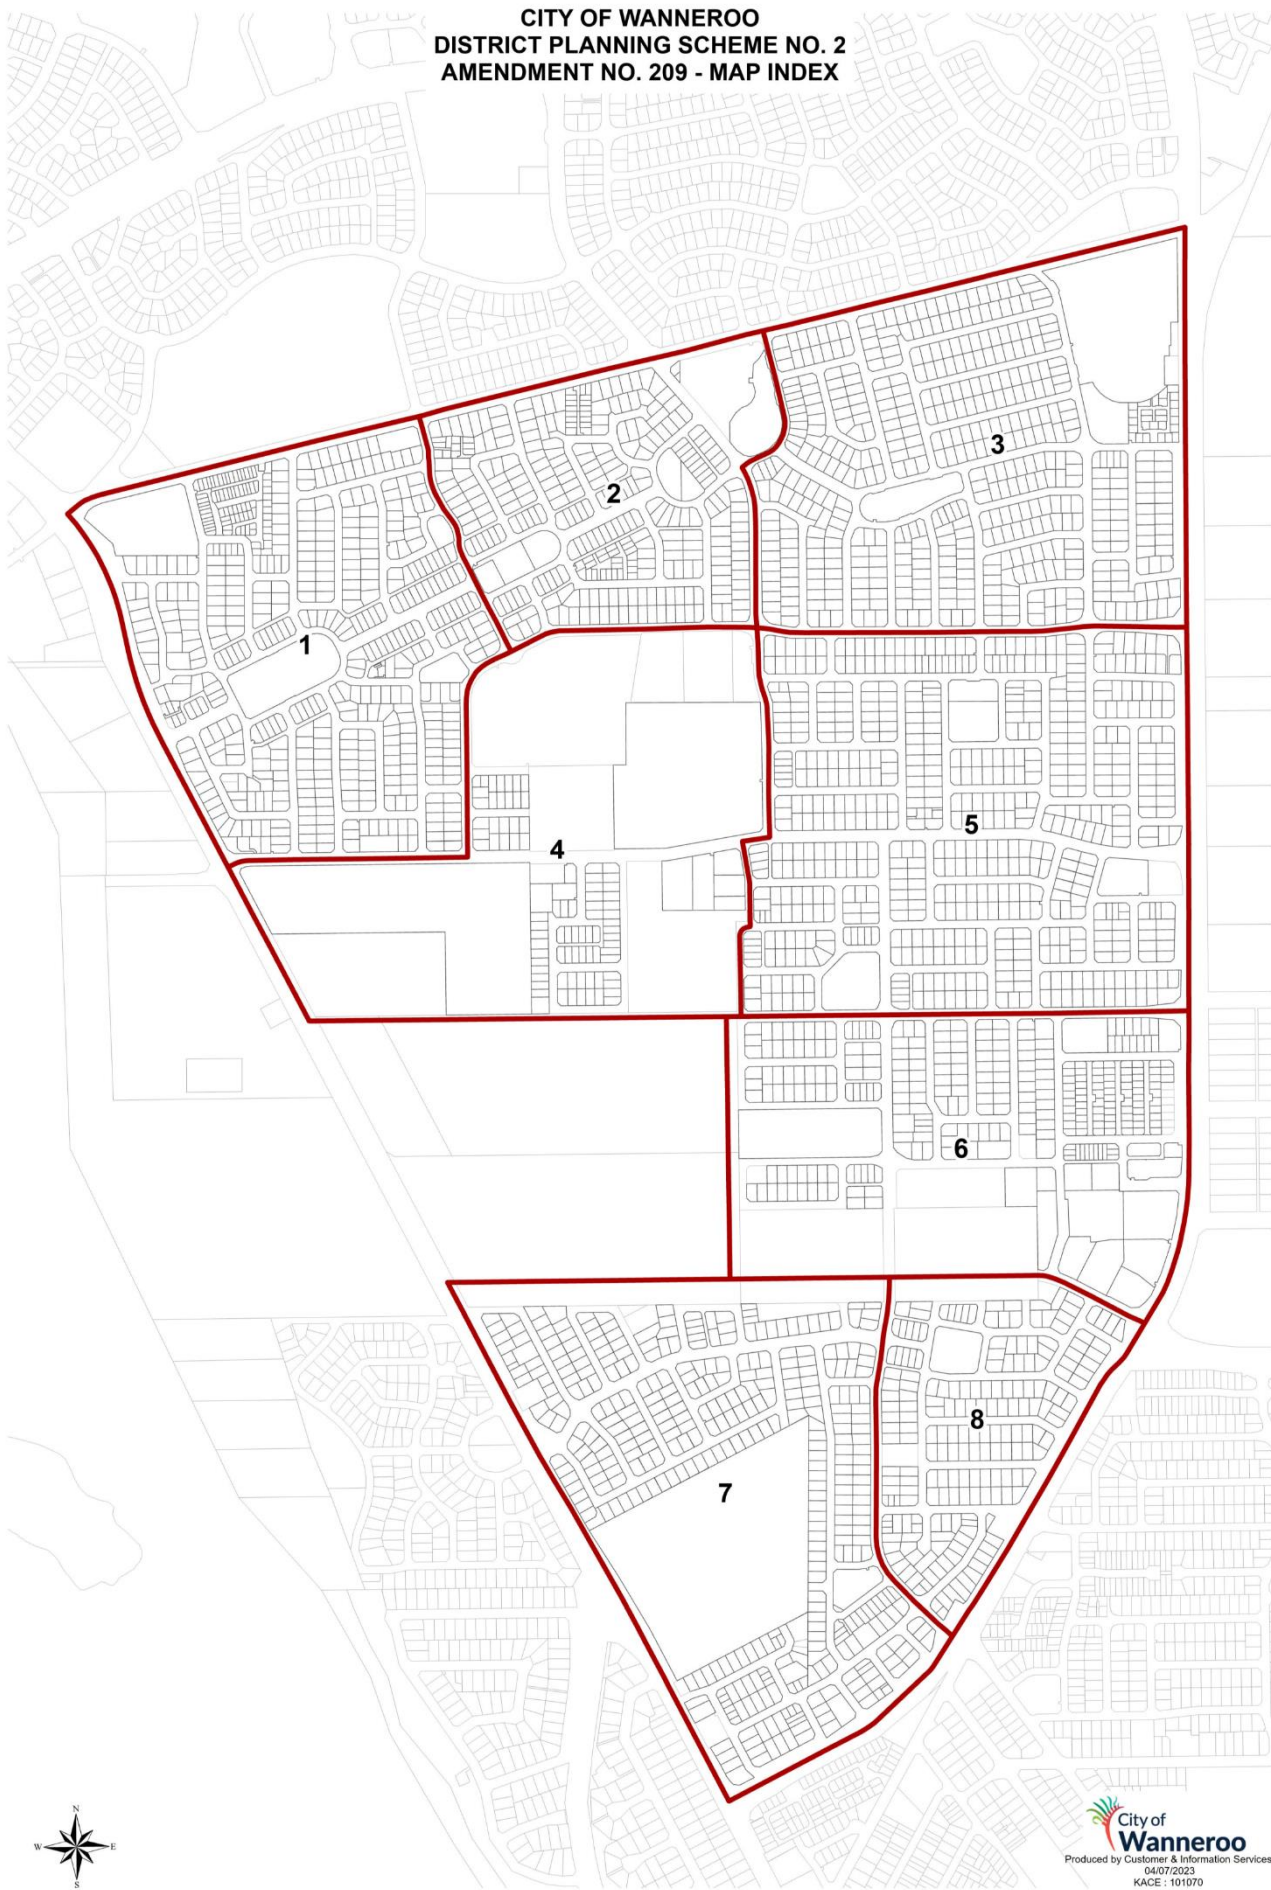 CITY OF WANNEROO
DISTRICT PLANNING SCHEME NO. 2
AMENDMENT NO. 209 - MAP INDEX
3
2
1
5
4
6
8
7
N
W
E
S
City of
Wanneroo
Produced by Customer & Information Services
04/07/2023
KACE : 101070